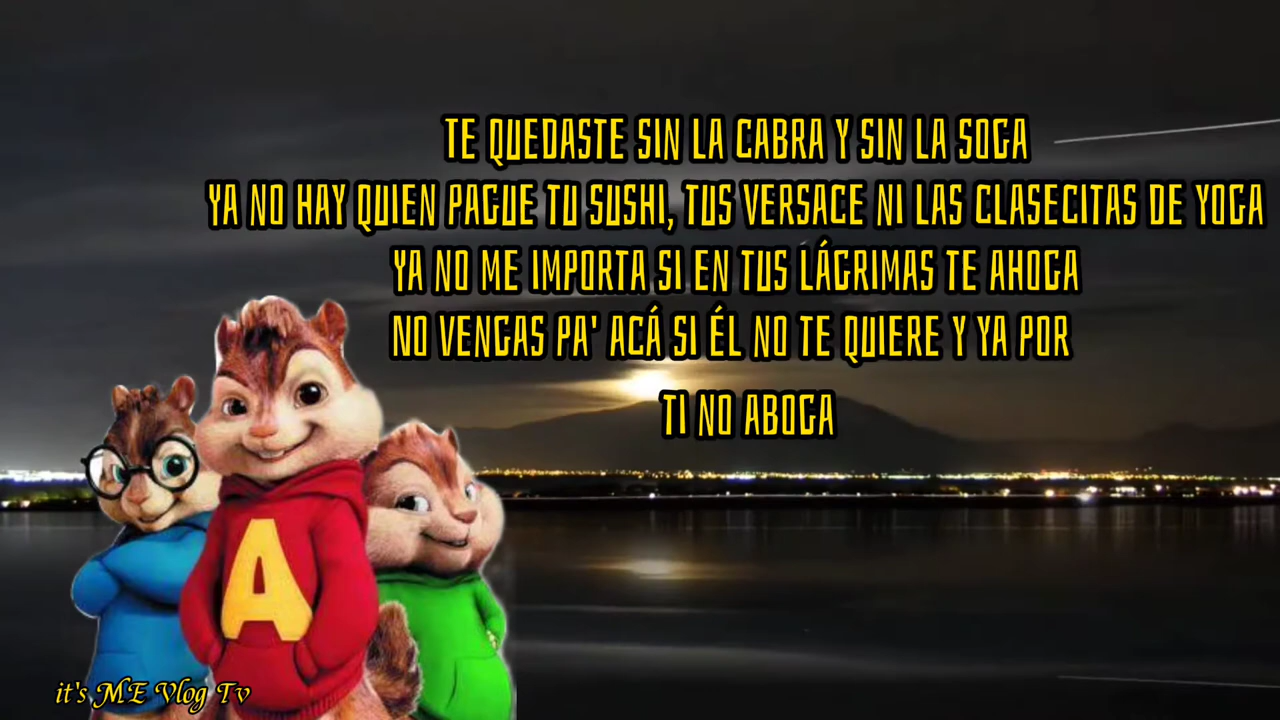 TE QUEDASTE SIN LA CABRA Y SIN LA SOGA
YA NO HAY QUIEN PAGUE TU SUSHI, TUS VERSACE NI LAS CLASECITAS DE YOGA
YA NO ME IMPORTA SI EN TUS LÁGRIMAS TE AHOGA
NO VENGAS PA' ACÁ SI ÉL NO TE QUIERE Y YA POR
TI NO ABOGA
A
it's ME Vlog Tv